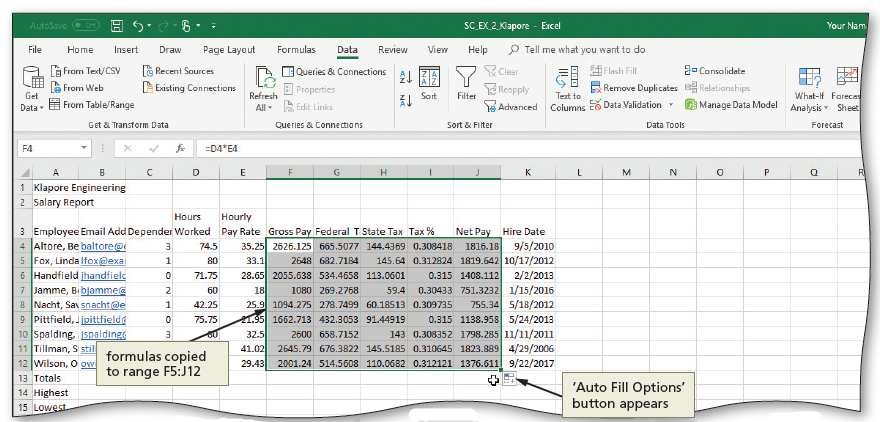 AutoSave Off SC_EX_2_Klapore - Excel Your Nam
File Home Insert Draw Page Layout Formulas Data Review View Help Tell me what you want to do
Get Data
From Text/CSV
From Web
From Table/Range
Recent Sources
Existing Connections
Get & Transform Data
Refresh All
Queries & Connections
Properties
Edit Links
Queries & Connections
Sort
Filter
Clear
Reapply
Advanced
Sort & Filter
Text to Columns
Flash Fill
Remove Duplicates
Data Validation
Consolidate
Relationships
Manage Data Model
Data Tools
What-If Analysis
Forecas
Sheet
Forecast
F4 fx =D4*E4
A B C D E F G H I J K L M N O P Q R
1 Klapore Engineering
2 Salary Report
Hours Hourly
3 Employee Email Add Depender Worked Pay Rate Gross Pay Federal T State Tax Tax % Net Pay Hire Date
4 Altore, Be baltore@e 3 74.5 35.25 2626.125 665.5077 144.4369 0.308418 1816.18 9/5/2010
5 Fox, Linda lfox@exa 1 80 33.1 2648 682.7184 145.64 0.312824 1819.642 10/17/2012
6 Handfield jhandfield 0 71.75 28.65 2055.638 534.4658 113.0601 0.315 1408.112 2/2/2013
7 Jamme, B bjamme@ 2 60 18 1080 269.2768 59.4 0.30433 751.3232 1/15/2016
8 Nacht, Sav snacht@e 1 42.25 25.9 1094.275 278.7499 60.18513 0.309735 755.34 5/18/2012
9 Pittfield, J jpittfield@ 0 75.75 21.95 1662.713 432.3053 91.44919 0.315 1138.958 5/24/2013
10 Spalding, jspalding@ 3 80 32.5 2600 658.7152 143 0.308352 1798.285 11/11/2011
11 Tillman, S still 41.02 2645.79 676.3822 145.5185 0.310645 1823.889 4/29/2006
12 Wilson, O ow 29.43 2001.24 514.5608 110.0682 0.312121 1376.611 9/22/2017
13 Totals
14 Highest
15 Lowest
formulas copied
to range F5:J12
'Auto Fill Options'
button appears